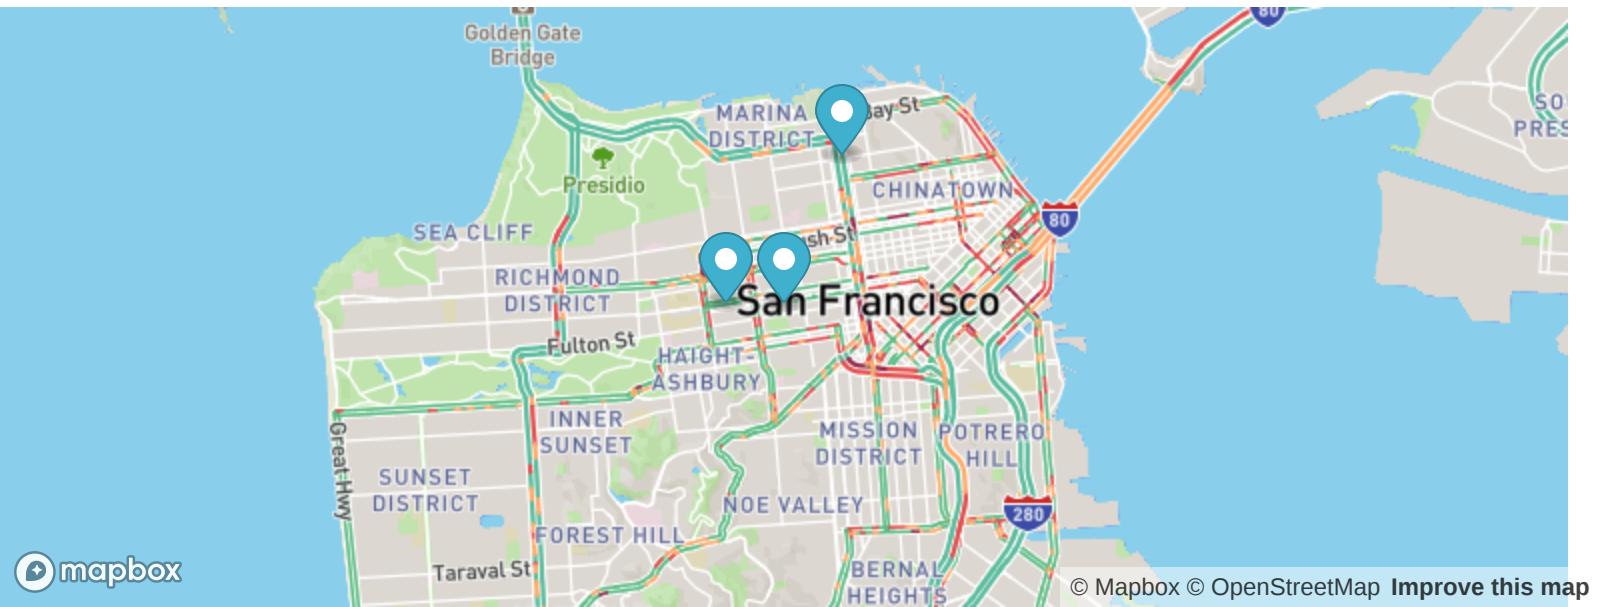 80
Golden Gate
Bridge
MARINA
DISTRICT
Bay St
SO
PRES
Presidio
CHINATOWN
SEA CLIFF
80
RICHMOND
DISTRICT
San Francisco
Fulton St
HAIGHT-
ASHBURY
INNER
SUNSET
MISSION
DISTRICT
POTRERO
HILL
Great Hwy
SUNSET
DISTRICT
NOE VALLEY
280
FOREST HILL
Taraval St
BERNAL
HEIGHTS
mapbox
© Mapbox © OpenStreetMap Improve this map